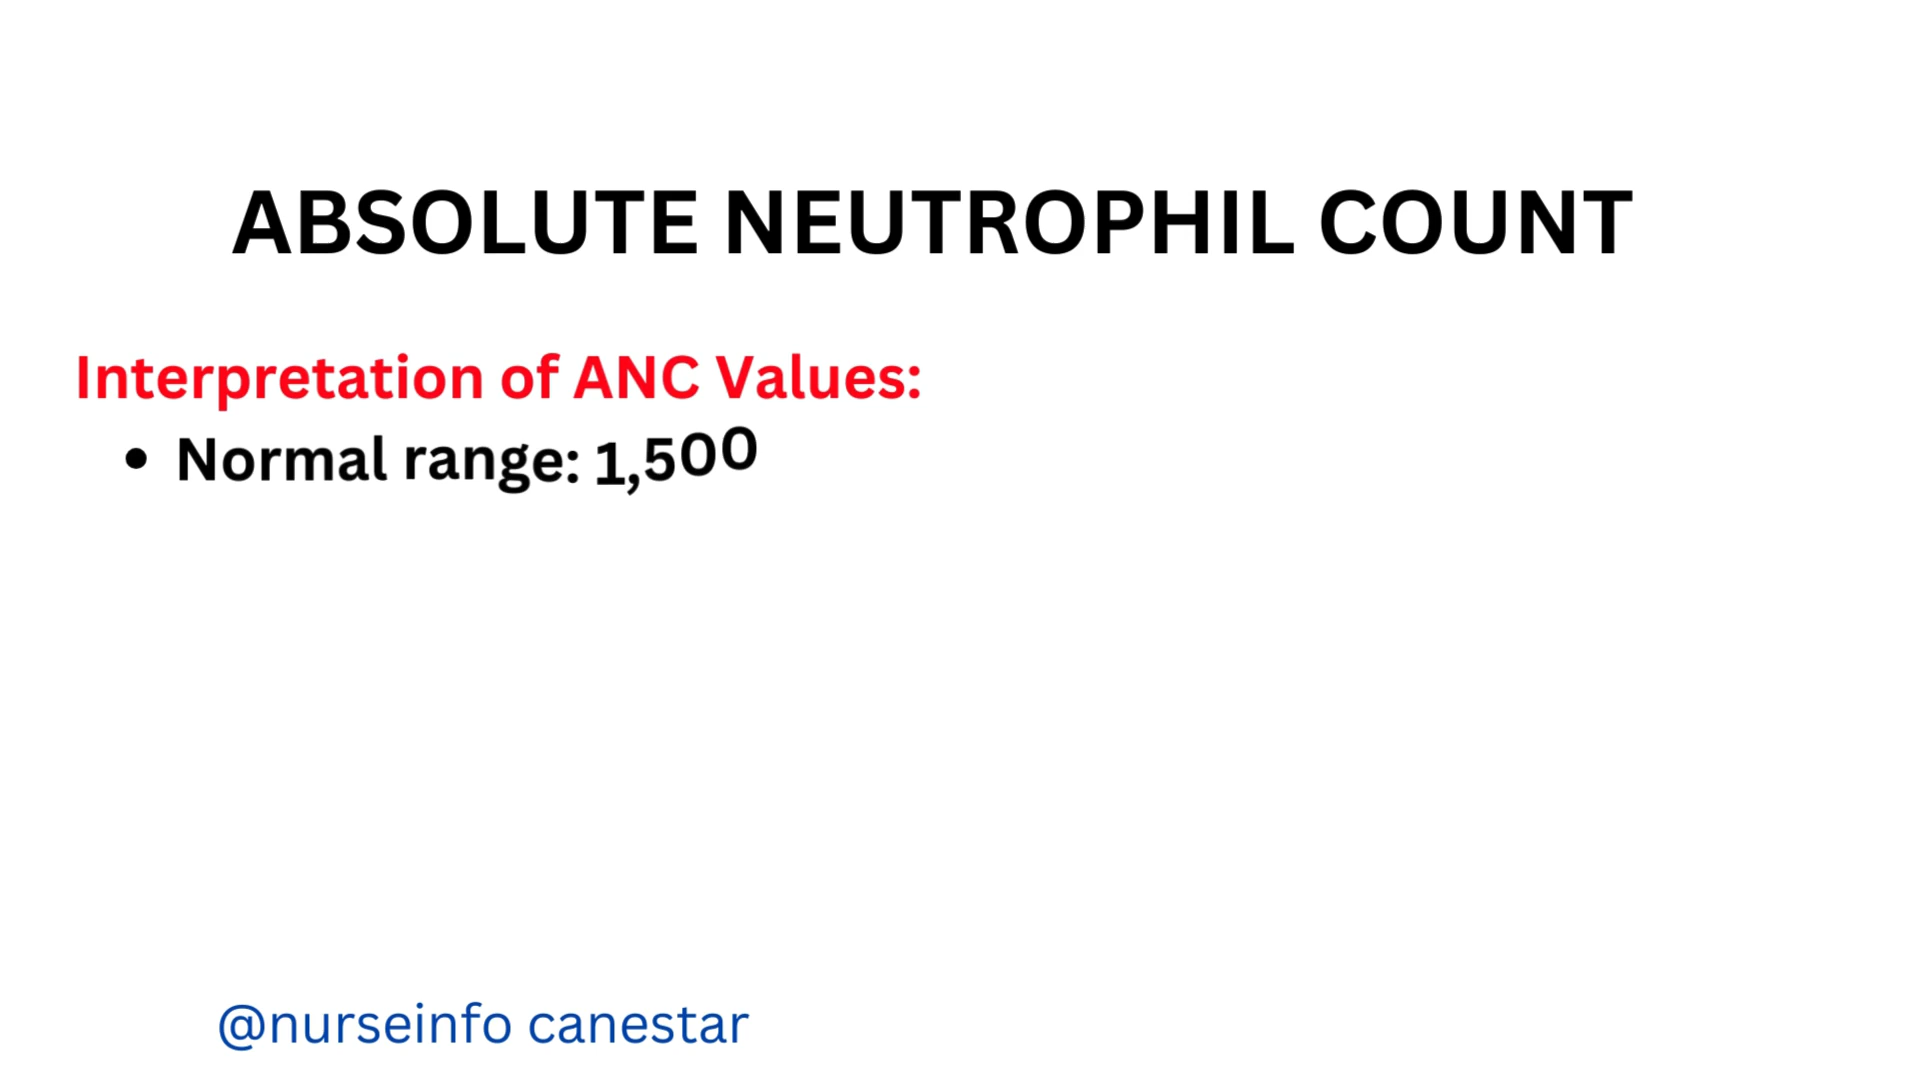 ABSOLUTE NEUTROPHIL COUNT
Interpretation of ANC Values:
• Normal range: 1,500
@nurseinfo canestar